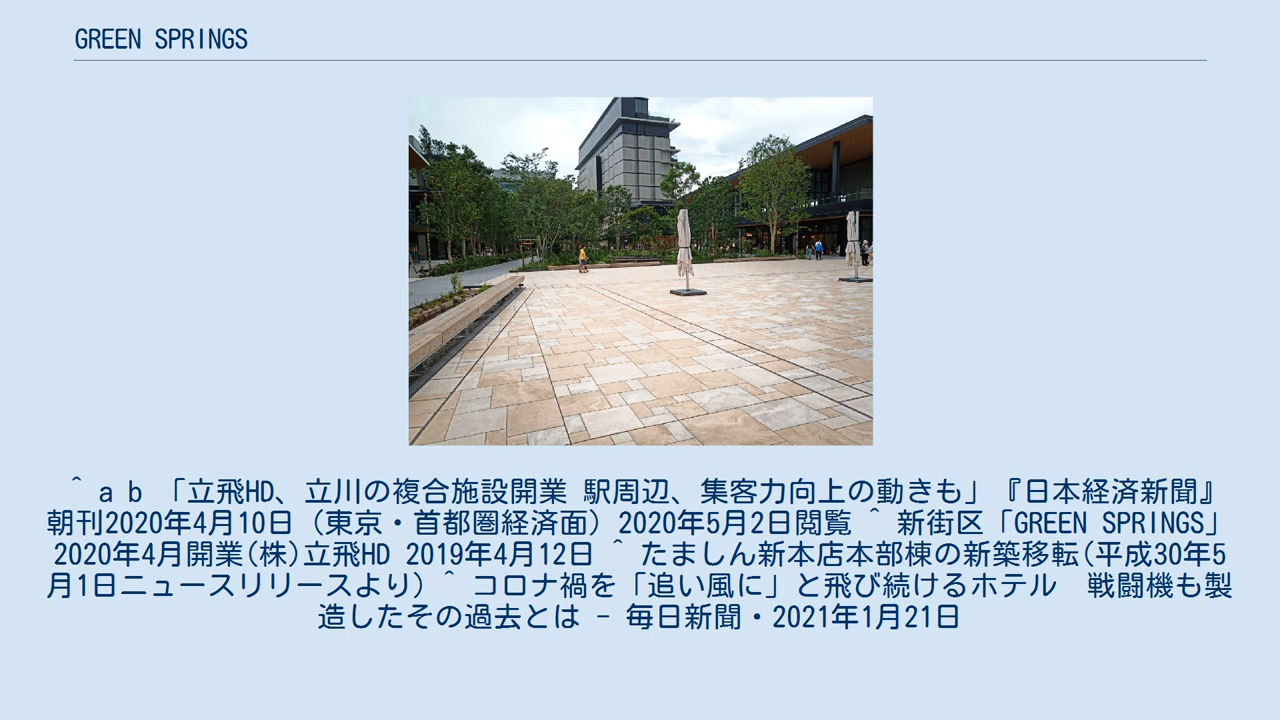 GREEN SPRINGS
^ a b 「立飛HD、立川の複合施設開業 駅周辺、集客力向上の動きも」『日本経済新聞』
朝刊2020年4月10日（東京・首都圏経済面）2020年5月2日閲覧 ^ 新街区「GREEN SPRINGS」
2020年4月開業(株)立飛HD 2019年4月12日 ^ たましん新本店本部棟の新築移転(平成30年5
月1日ニュースリリースより）^ コロナ禍を「追い風に」と飛び続けるホテル　戦闘機も製
造したその過去とは - 毎日新聞・2021年1月21日